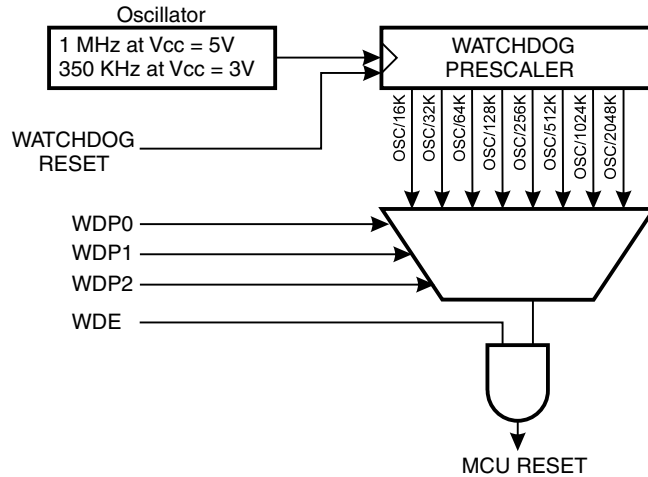 Oscillator
1 MHz at Vcc = 5V
350 KHz at Vcc = 3V
WATCHDOG
PRESCALER
OSC/16K
OSC/32K
OSC/64K
OSC/128K
OSC/256K
OSC/512K
OSC/1024K
OSC/2048K
WATCHDOG
RESET
WDP0
WDP1
WDP2
WDE
MCU RESET